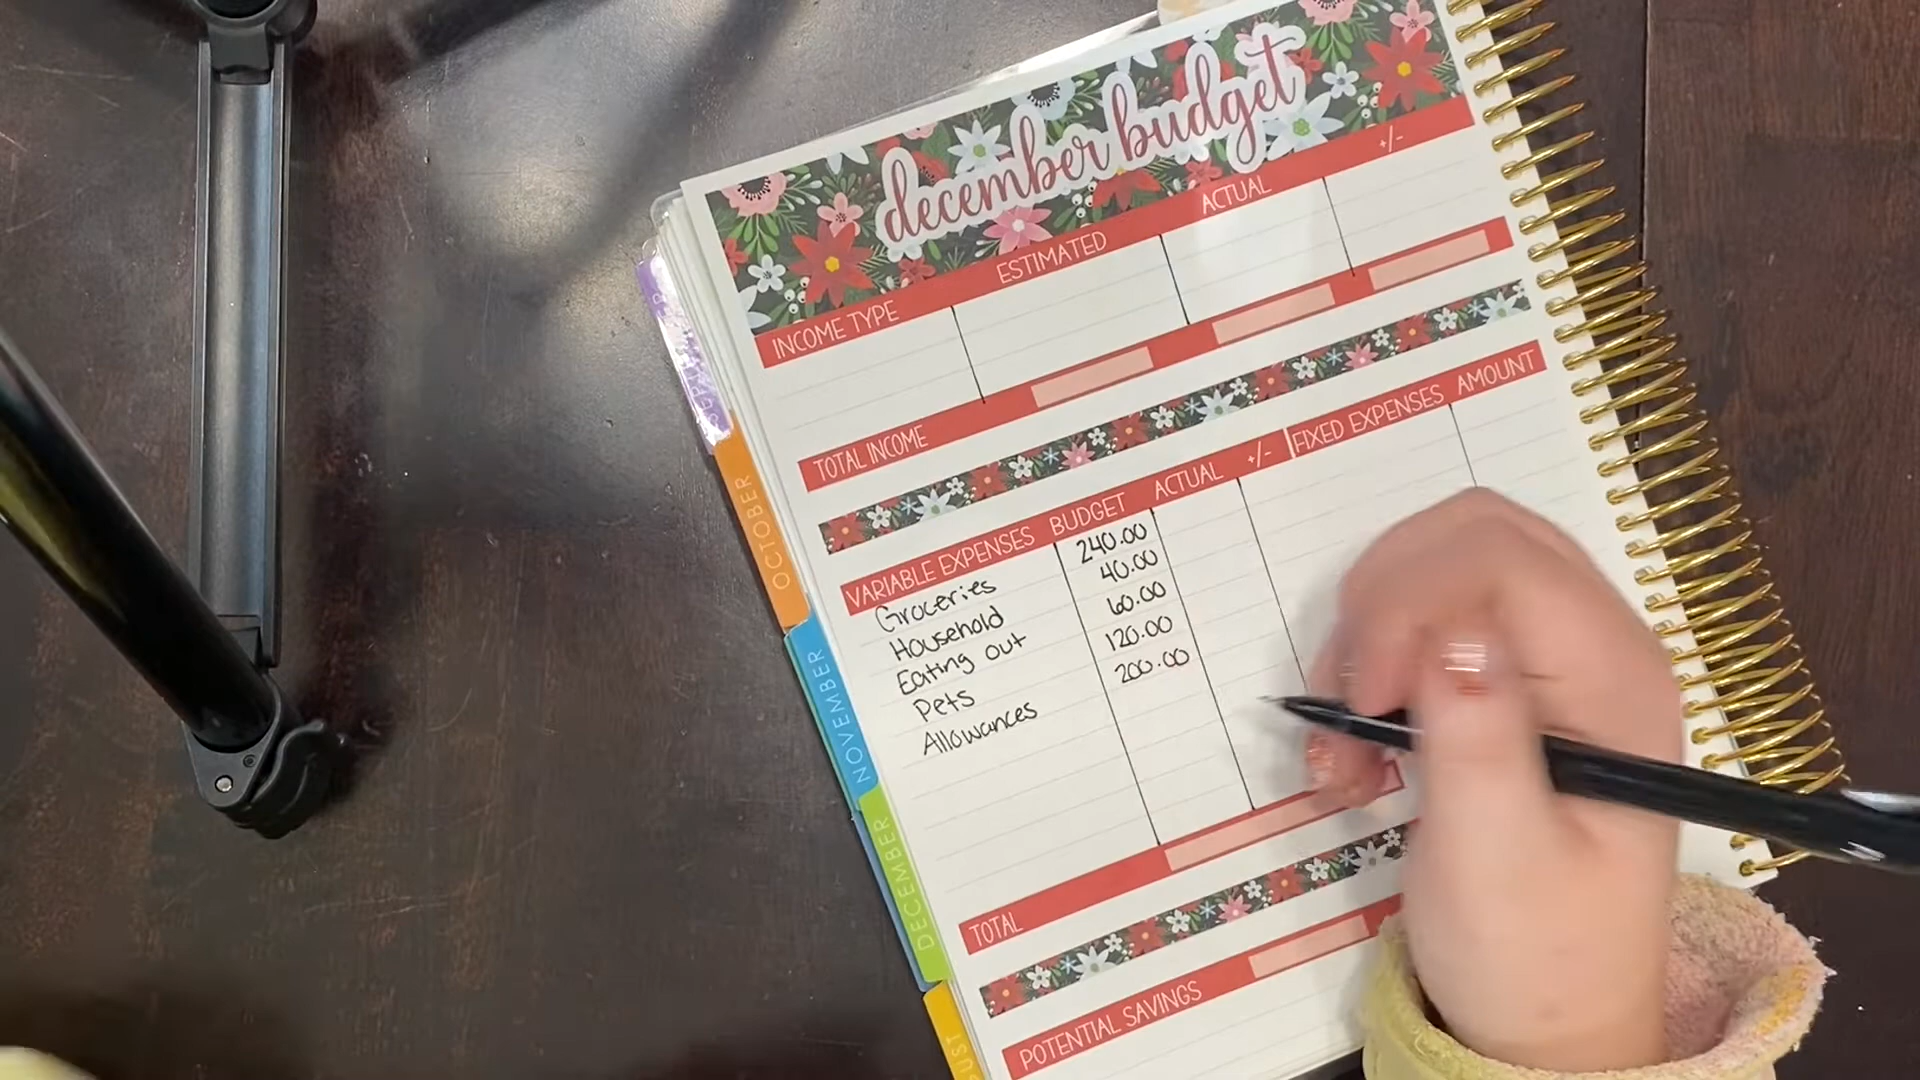 december budget
INCOME TYPE ESTIMATED ACTUAL +/-
TOTAL INCOME
VARIABLE EXPENSES BUDGET ACTUAL +/- FIXED EXPENSES AMOUNT
Groceries 240.00
Household 40.00
Eating out 60.00
Pets 120.00
Allowances 200.00
TOTAL
POTENTIAL SAVINGS
OCTOBER
NOVEMBER
DECEMBER